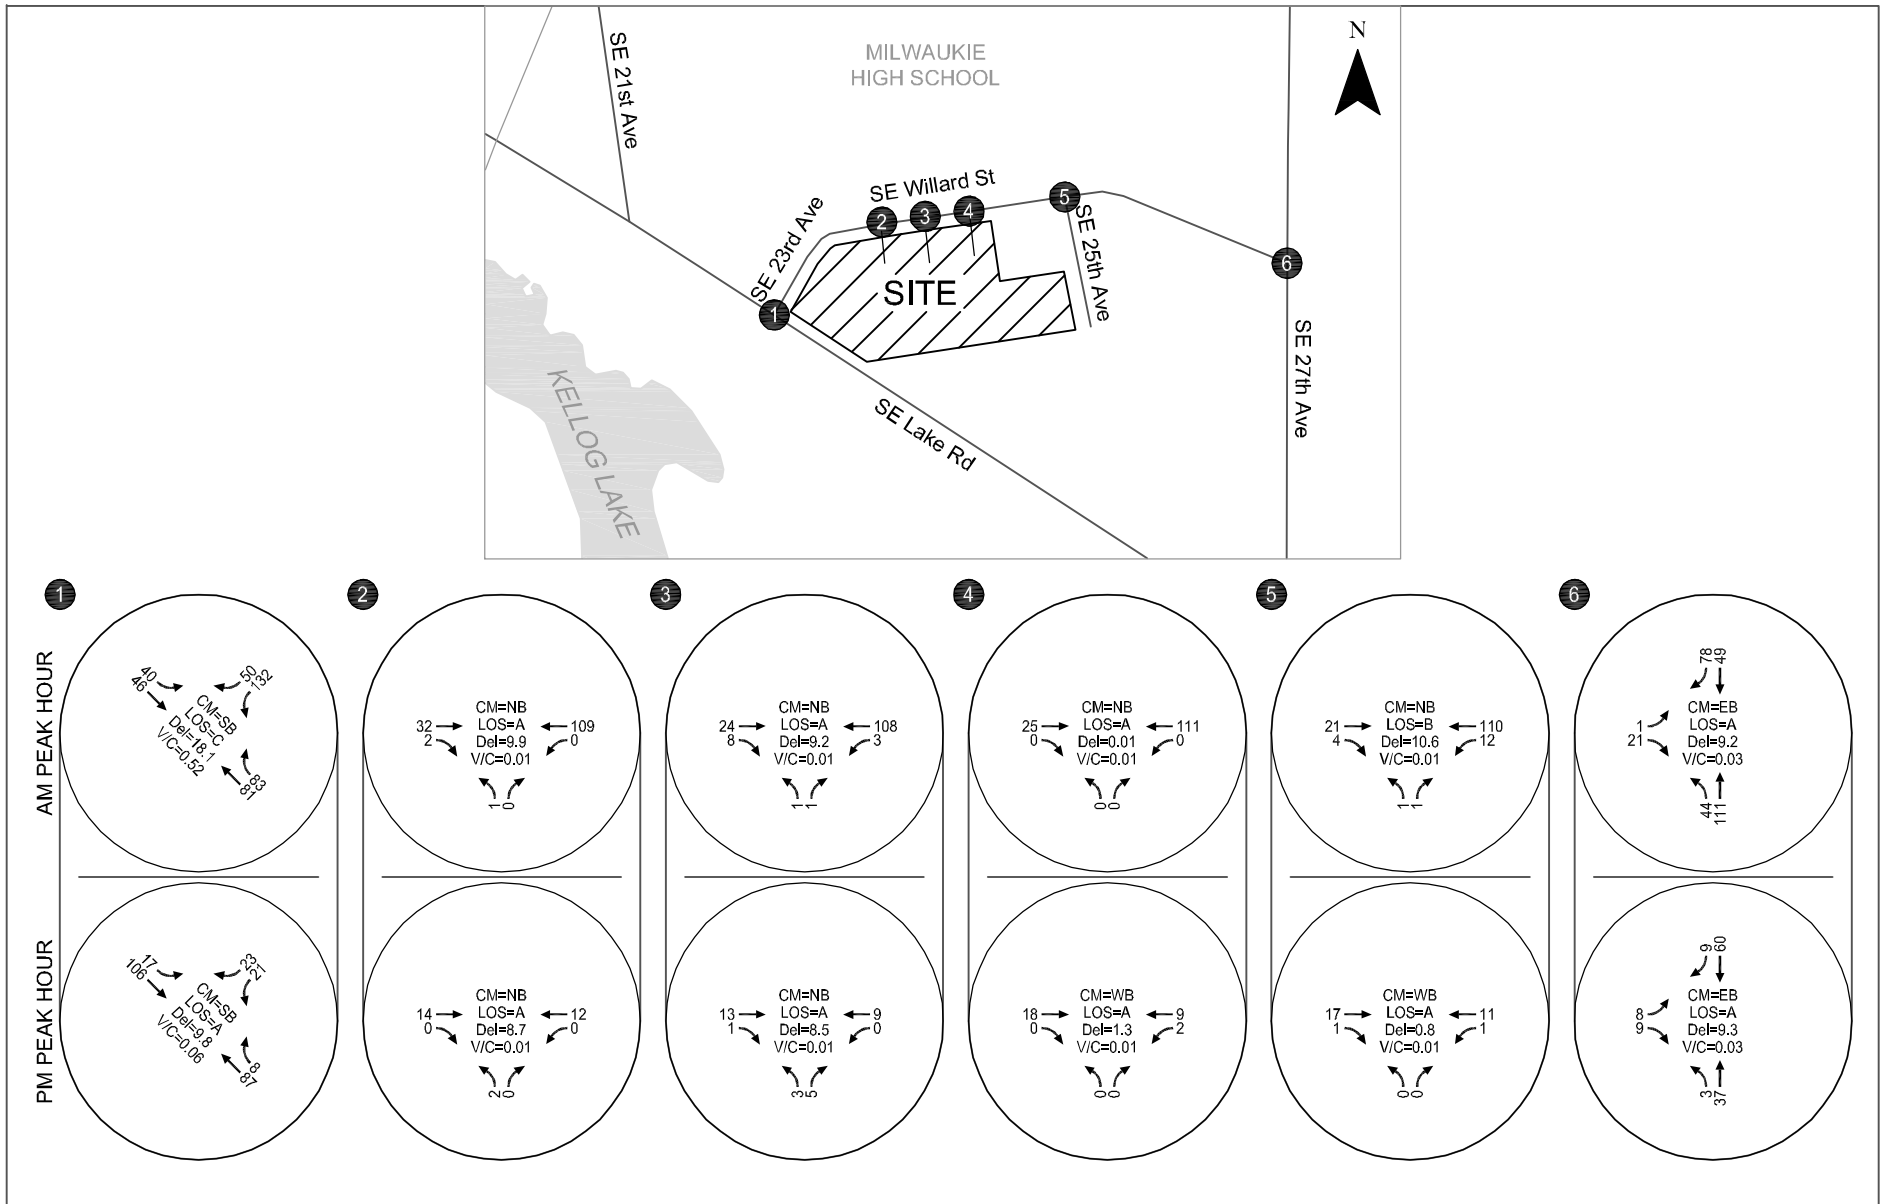 N
MILWAUKIE
HIGH SCHOOL
SE 21st Ave
SE Willard St
SE 23rd Ave
2
3
4
5
SE 25th Ave
6
1
SITE
SE 27th Ave
SE Lake Rd
KELLOG LAKE
1
2
3
4
5
6
AM PEAK HOUR
40
46
50
132
CM=SB
LOS=C
Del=18.1
V/C=0.52
83
81
CM=NB
32 LOS=A 109
2 Del=9.9 0
V/C=0.01
1 0
CM=NB
24 LOS=A 108
8 Del=9.2 3
V/C=0.01
1 1
CM=NB
25 LOS=A 111
0 Del=0.01 0
V/C=0.01
0 0
CM=NB
21 LOS=B 110
4 Del=10.6 12
V/C=0.01
1 1
78 49
CM=EB
1 LOS=A
21 Del=9.2
V/C=0.03
44 111
PM PEAK HOUR
17
106
23
21
CM=SB
LOS=A
Del=9.8
V/C=0.06
8
87
CM=NB
14 LOS=A 12
0 Del=8.7 0
V/C=0.01
2 0
CM=NB
13 LOS=A 9
1 Del=8.5 0
V/C=0.01
3 5
CM=WB
18 LOS=A 9
0 Del=1.3 2
V/C=0.01
0 0
CM=WB
17 LOS=A 11
1 Del=0.8 1
V/C=0.01
0 0
9 60
CM=EB
8 LOS=A
9 Del=9.3
V/C=0.03
3 37